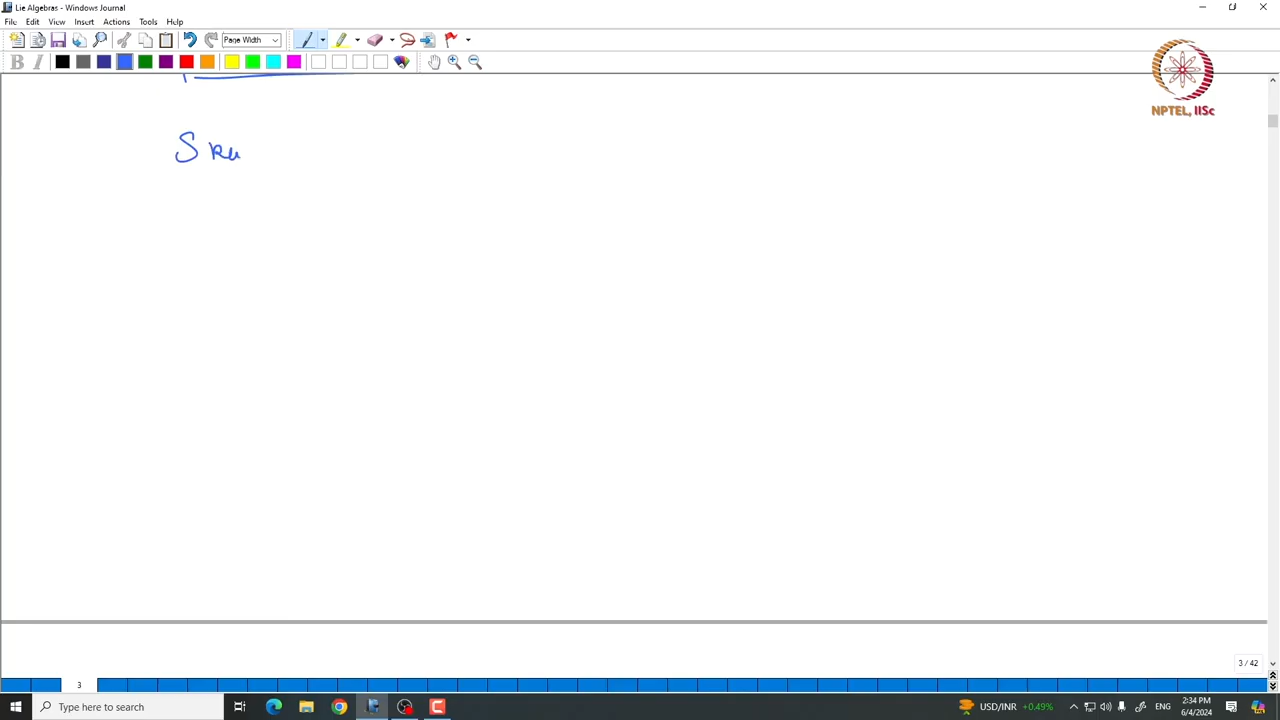 Lie Algebras - Windows Journal
File Edit View Insert Actions Tools Help
Page Width
B I
NPTEL, IISc
Sku
3 / 42
3
Type here to search
USD/INR +0.49%
ENG
2:34 PM
6/4/2024